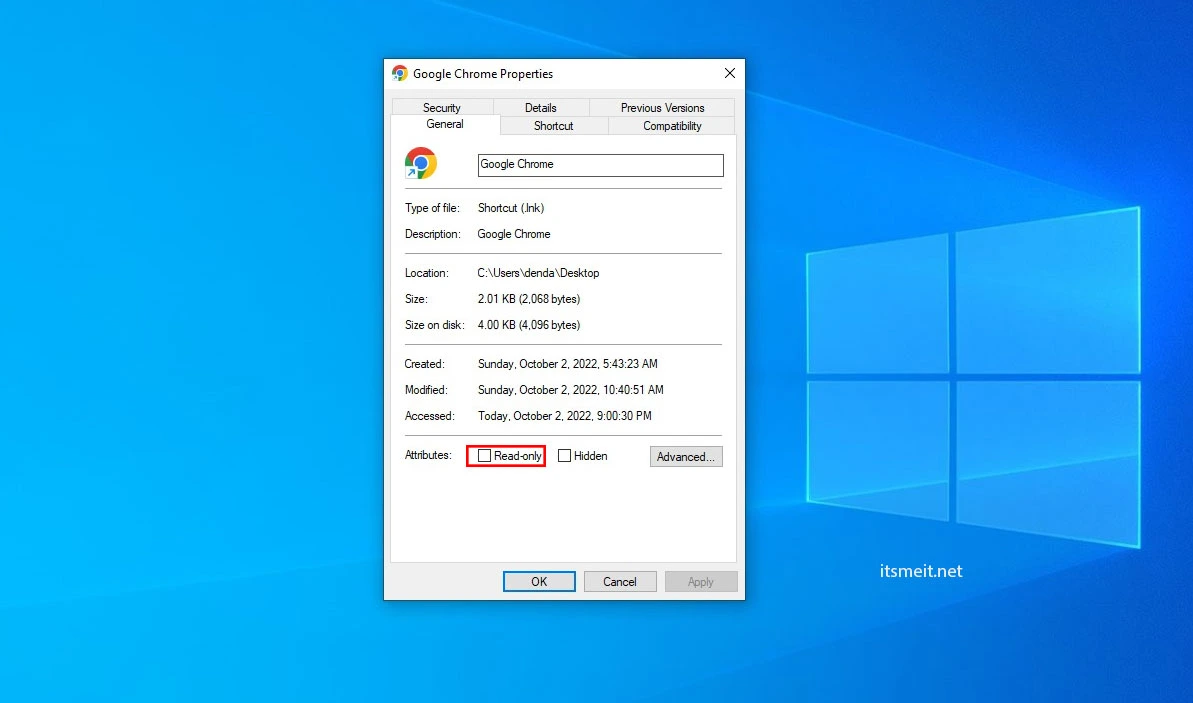 Google Chrome Properties
Security Details Previous Versions
General Shortcut Compatibility
Google Chrome
Type of file: Shortcut (.lnk)
Description: Google Chrome
Location: C:\Users\denda\Desktop
Size: 2.01 KB (2,068 bytes)
Size on disk: 4.00 KB (4,096 bytes)
Created: Sunday, October 2, 2022, 5:43:23 AM
Modified: Sunday, October 2, 2022, 10:40:51 AM
Accessed: Today, October 2, 2022, 9:00:30 PM
Attributes: Read-only Hidden Advanced...
OK Cancel Apply
itsmeit.net